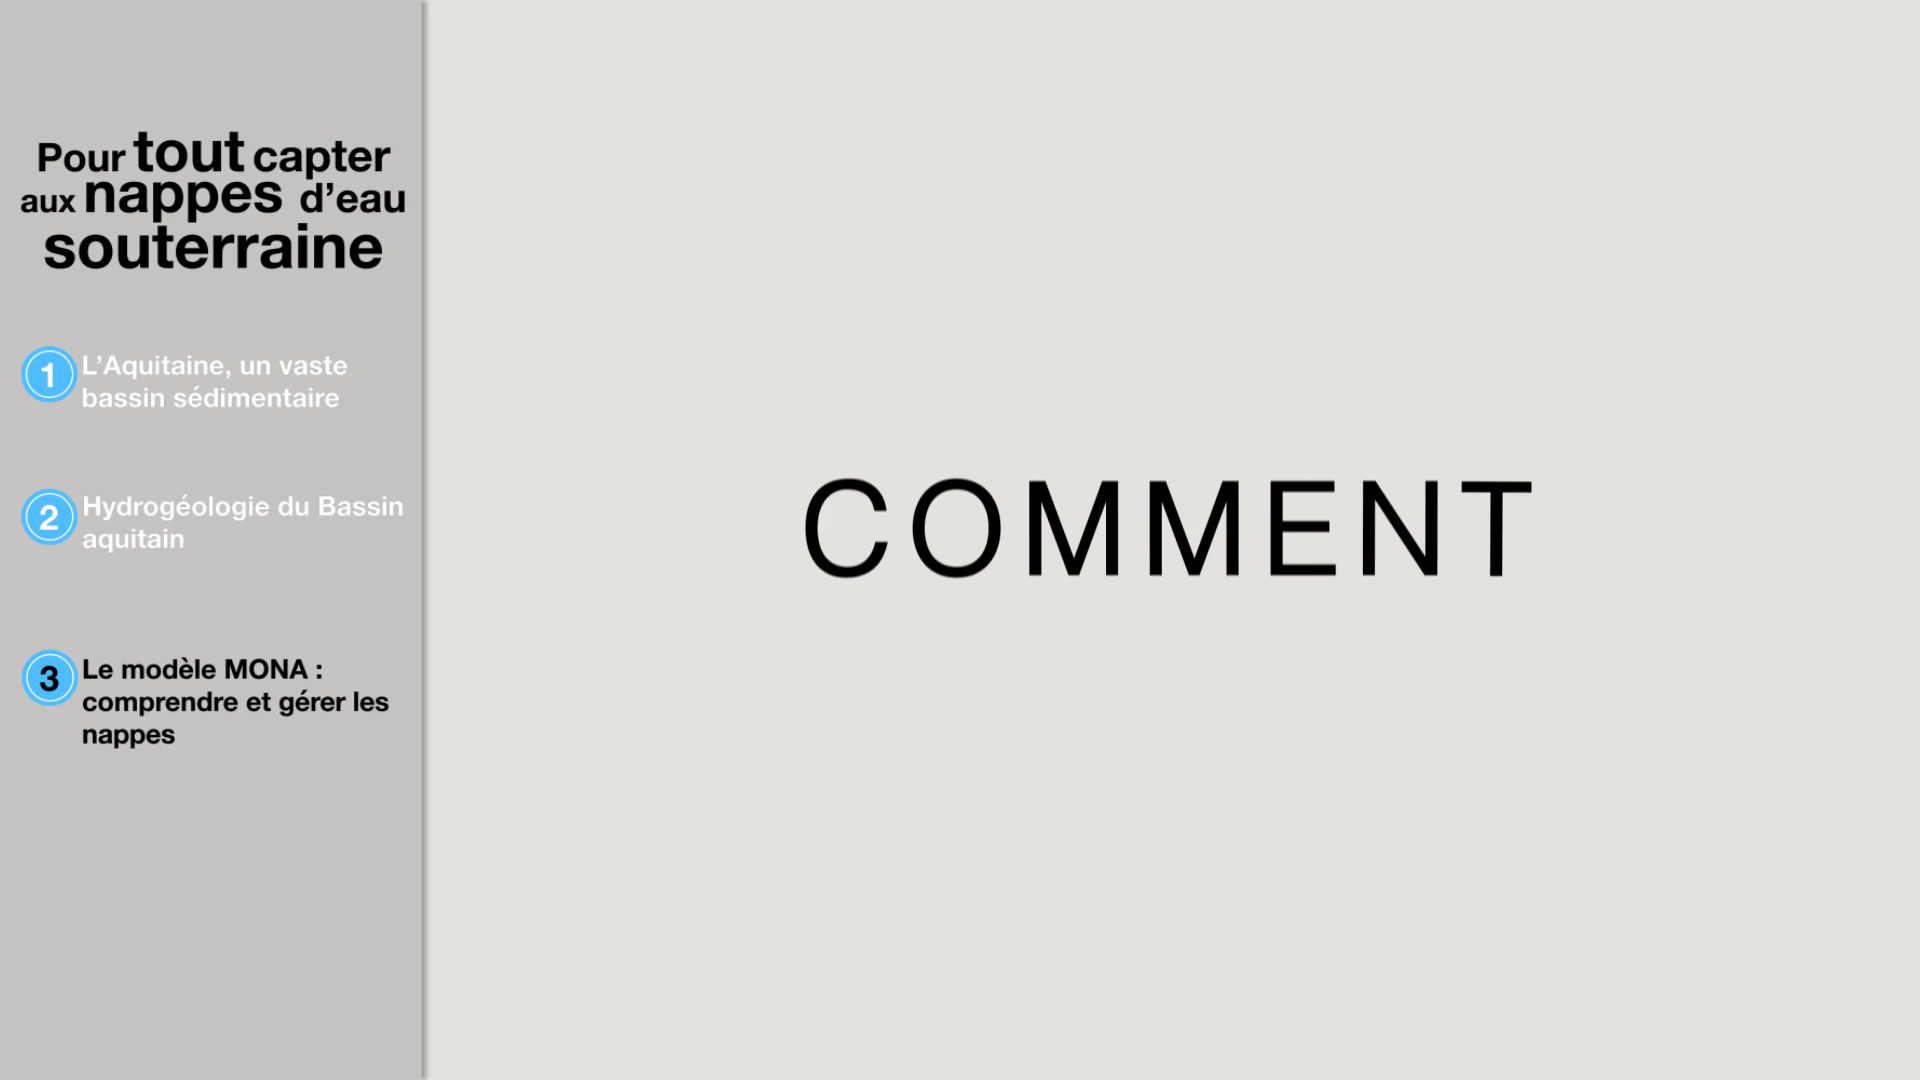 Pour tout capter
aux nappes d’eau
souterraine
1
L’Aquitaine, un vaste
bassin sédimentaire
2
Hydrogéologie du Bassin
aquitain
3
Le modèle MONA :
comprendre et gérer les
nappes
COMMENT